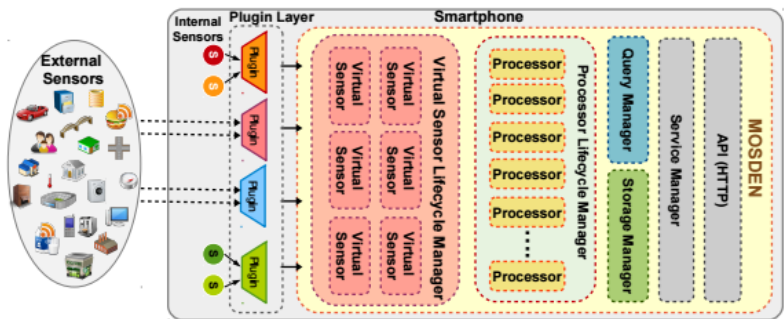 Internal
Sensors
Plugin Layer
Smartphone
External
Sensors
S
S
Plugin
Plugin
Plugin
S
S
Plugin
Virtual
Sensor
Virtual
Sensor
Virtual
Sensor
Virtual
Sensor
Virtual
Sensor
Virtual
Sensor
Virtual Sensor Lifecycle Manager
Processor
Processor
Processor
Processor
Processor
Processor
Processor Lifecycle Manager
Query Manager
Storage Manager
Service Manager
API (HTTP)
MOSDEN